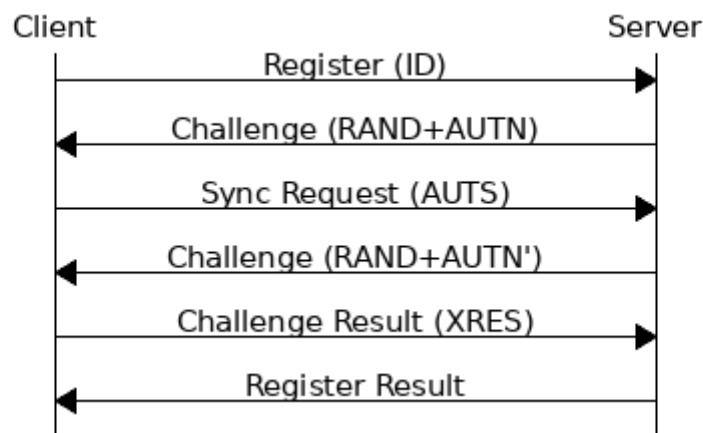 Client
Server
Register (ID)
Challenge (RAND+AUTN)
Sync Request (AUTS)
Challenge (RAND+AUTN')
Challenge Result (XRES)
Register Result